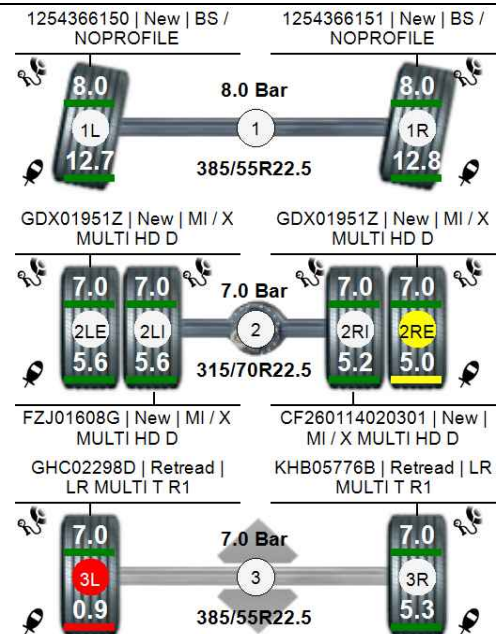 1254366150 | New | BS /
NOPROFILE
1254366151 | New | BS /
NOPROFILE
8.0
8.0 Bar
8.0
1L
1
1R
12.7
385/55R22.5
12.8
GDX01951Z | New | MI / X
MULTI HD D
GDX01951Z | New | MI / X
MULTI HD D
7.0
7.0
7.0 Bar
7.0
7.0
2LE
2LI
2
2RI
2RE
5.6
5.6
315/70R22.5
5.2
5.0
FZJ01608G | New | MI / X
MULTI HD D
CF260114020301 | New |
MI / X MULTI HD D
GHC02298D | Retread |
LR MULTI T R1
KHB05776B | Retread | LR
MULTI T R1
7.0
7.0 Bar
7.0
3L
3
3R
0.9
385/55R22.5
5.3